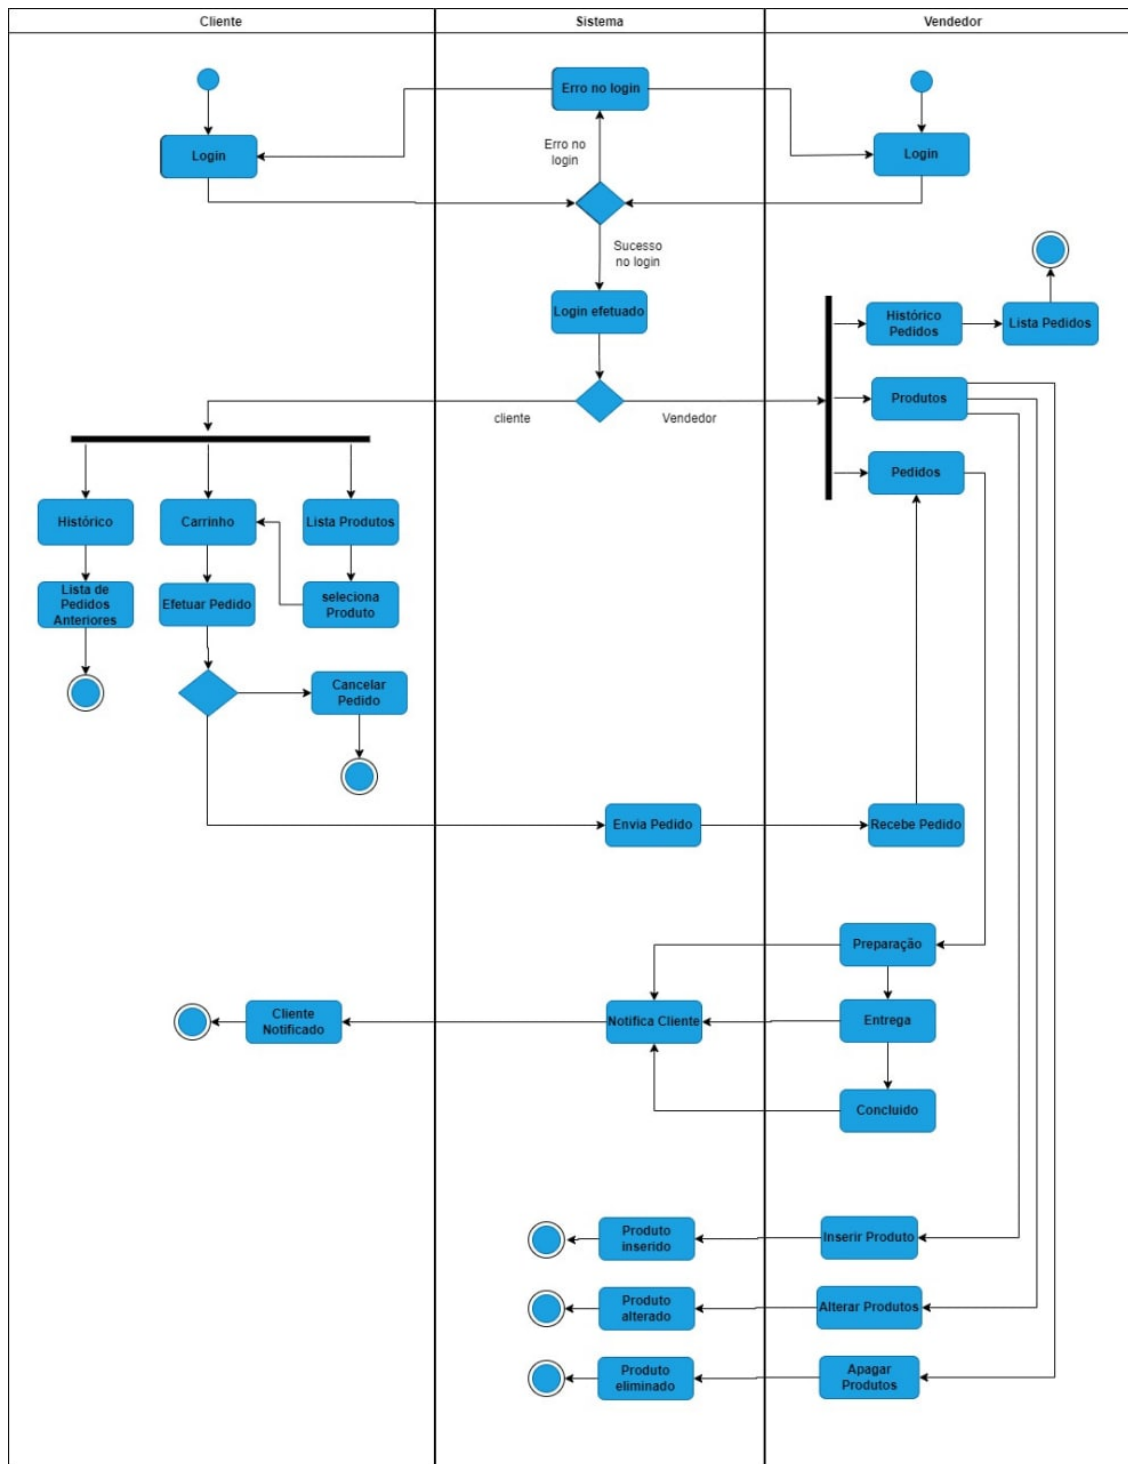 Cliente
Sistema
Vendedor
Erro no login
Login
Erro no
login
Login
Sucesso
no login
Login efetuado
Histórico
Pedidos
Lista Pedidos
Produtos
cliente
Vendedor
Pedidos
Histórico
Carrinho
Lista Produtos
Lista de
Pedidos
Anteriores
Efetuar Pedido
seleciona
Produto
Cancelar
Pedido
Envia Pedido
Recebe Pedido
Preparação
Cliente
Notificado
Notifica Cliente
Entrega
Concluido
Produto
inserido
Inserir Produto
Produto
alterado
Alterar Produtos
Produto
eliminado
Apagar
Produtos